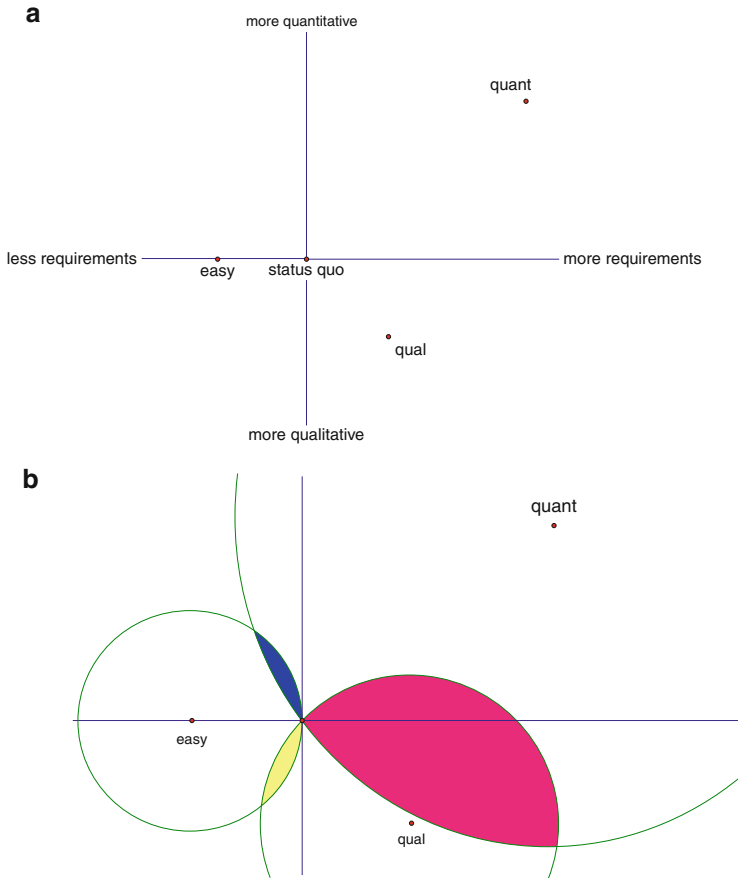 a
more quantitative
quant
less requirements
more requirements
easy
status quo
qual
more qualitative
b
quant
easy
qual